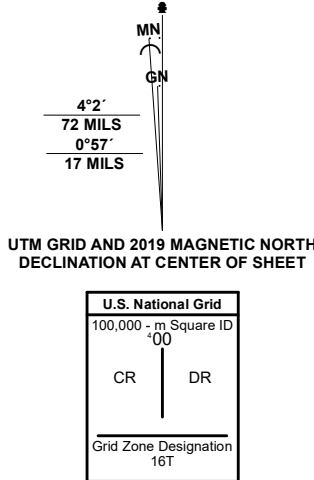 MN
GN
4°2´
72 MILS
0°57´
17 MILS
UTM GRID AND 2019 MAGNETIC NORTH
DECLINATION AT CENTER OF SHEET
U.S. National Grid
100,000 - m Square ID
⁴00
CR DR
Grid Zone Designation
16T